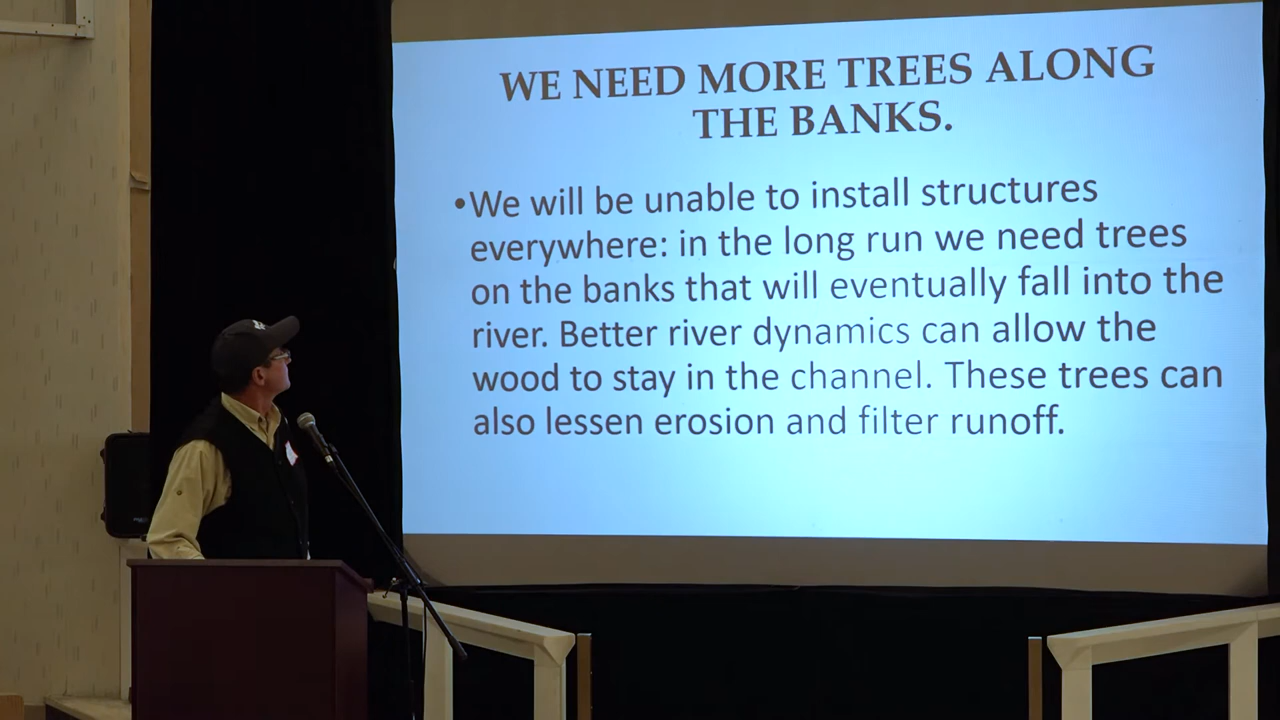 WE NEED MORE TREES ALONG
THE BANKS.
•We will be unable to install structures
everywhere: in the long run we need trees
on the banks that will eventually fall into the
river. Better river dynamics can allow the
wood to stay in the channel. These trees can
also lessen erosion and filter runoff.